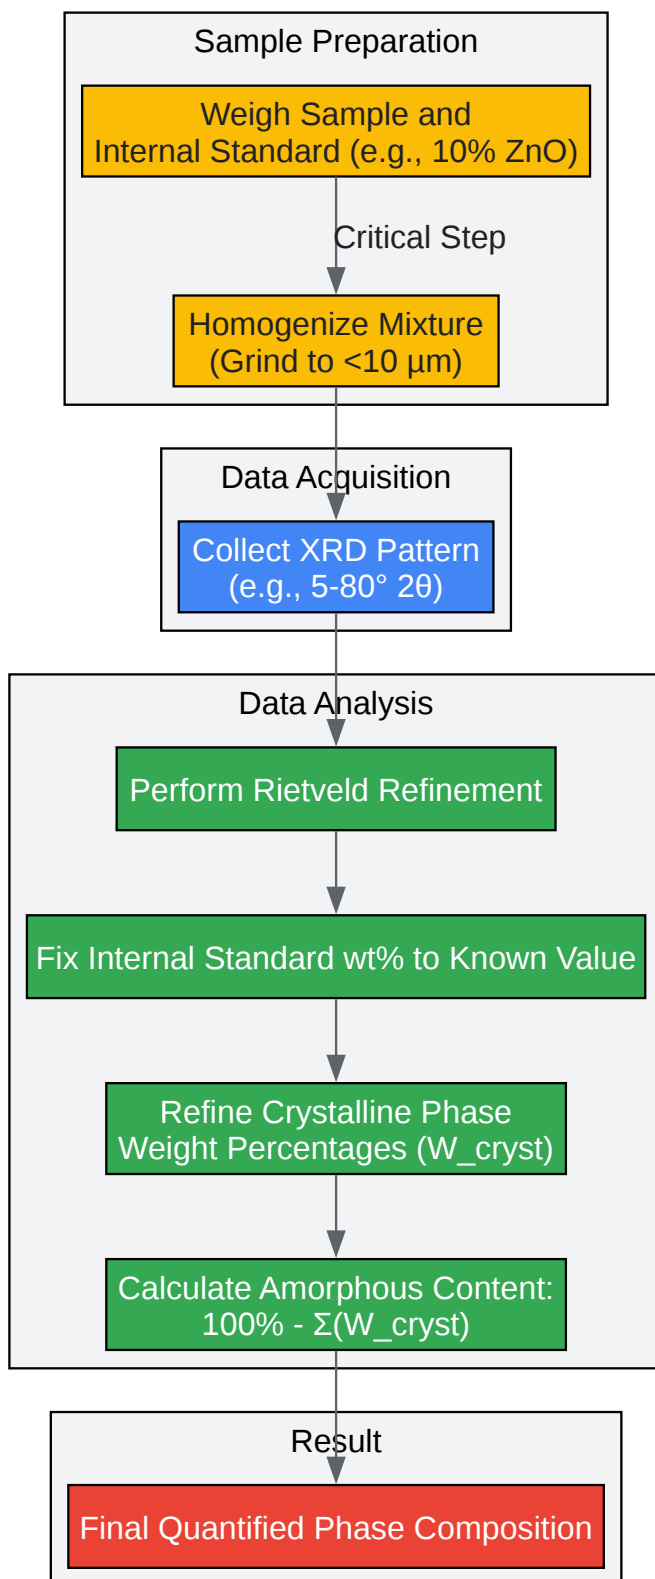 Sample Preparation
Weigh Sample and
Internal Standard (e.g., 10% ZnO)
Critical Step
Homogenize Mixture
(Grind to <10 µm)
Data Acquisition
Collect XRD Pattern
(e.g., 5-80° 2θ)
Data Analysis
Perform Rietveld Refinement
Fix Internal Standard wt% to Known Value
Refine Crystalline Phase
Weight Percentages (W_cryst)
Calculate Amorphous Content:
100% - Σ(W_cryst)
Result
Final Quantified Phase Composition